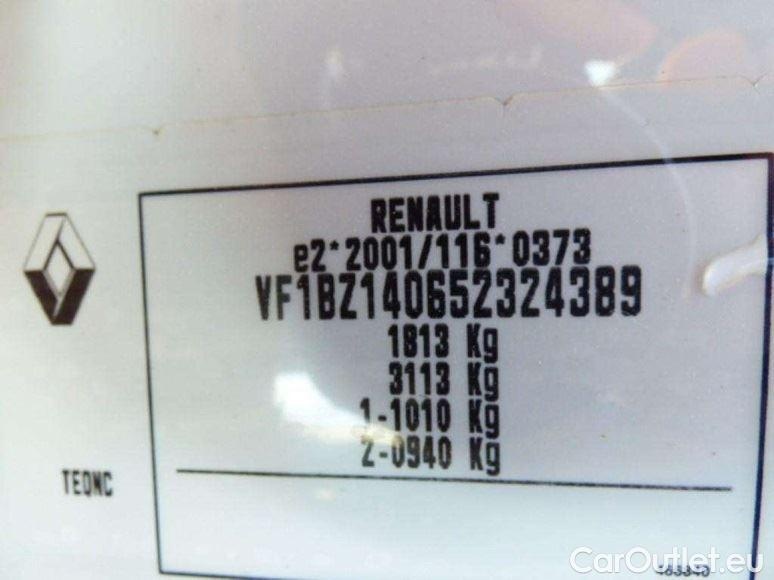 RENAULT
e2*2001/116*0373
VF1BZ140652324389
1813 Kg
3113 Kg
1-1010 Kg
2-0940 Kg
TEQNC
CarOutlet.eu